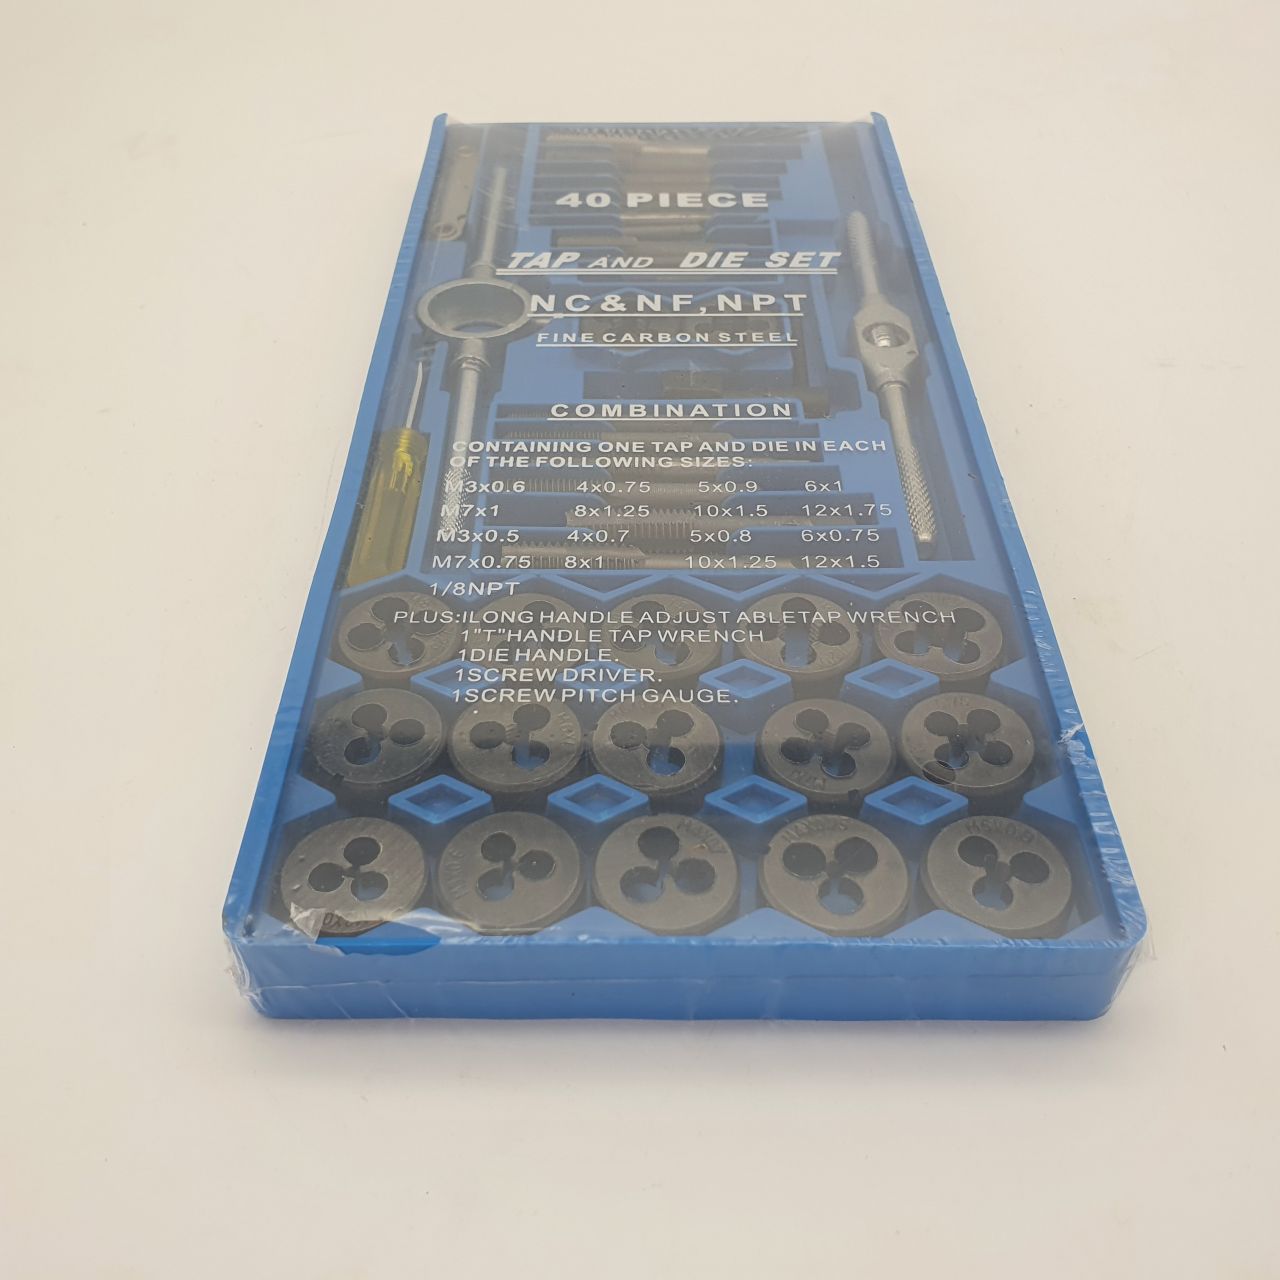 40 PIECE
TAP AND DIE SET
NC&NF,NPT
FINE CARBON STEEL
COMBINATION
CONTAINING ONE TAP AND DIE IN EACH
OF THE FOLLOWING SIZES:
M3x0.6 4x0.75 5x0.9 6x1
M7x1 8x1.25 10x1.5 12x1.75
M3x0.5 4x0.7 5x0.8 6x0.75
M7x0.75 8x1 10x1.25 12x1.5
1/8NPT
PLUS:ILONG HANDLE ADJUST ABLETAP WRENCH
1"T"HANDLE TAP WRENCH
1DIE HANDLE.
1SCREW DRIVER.
1SCREW PITCH GAUGE.